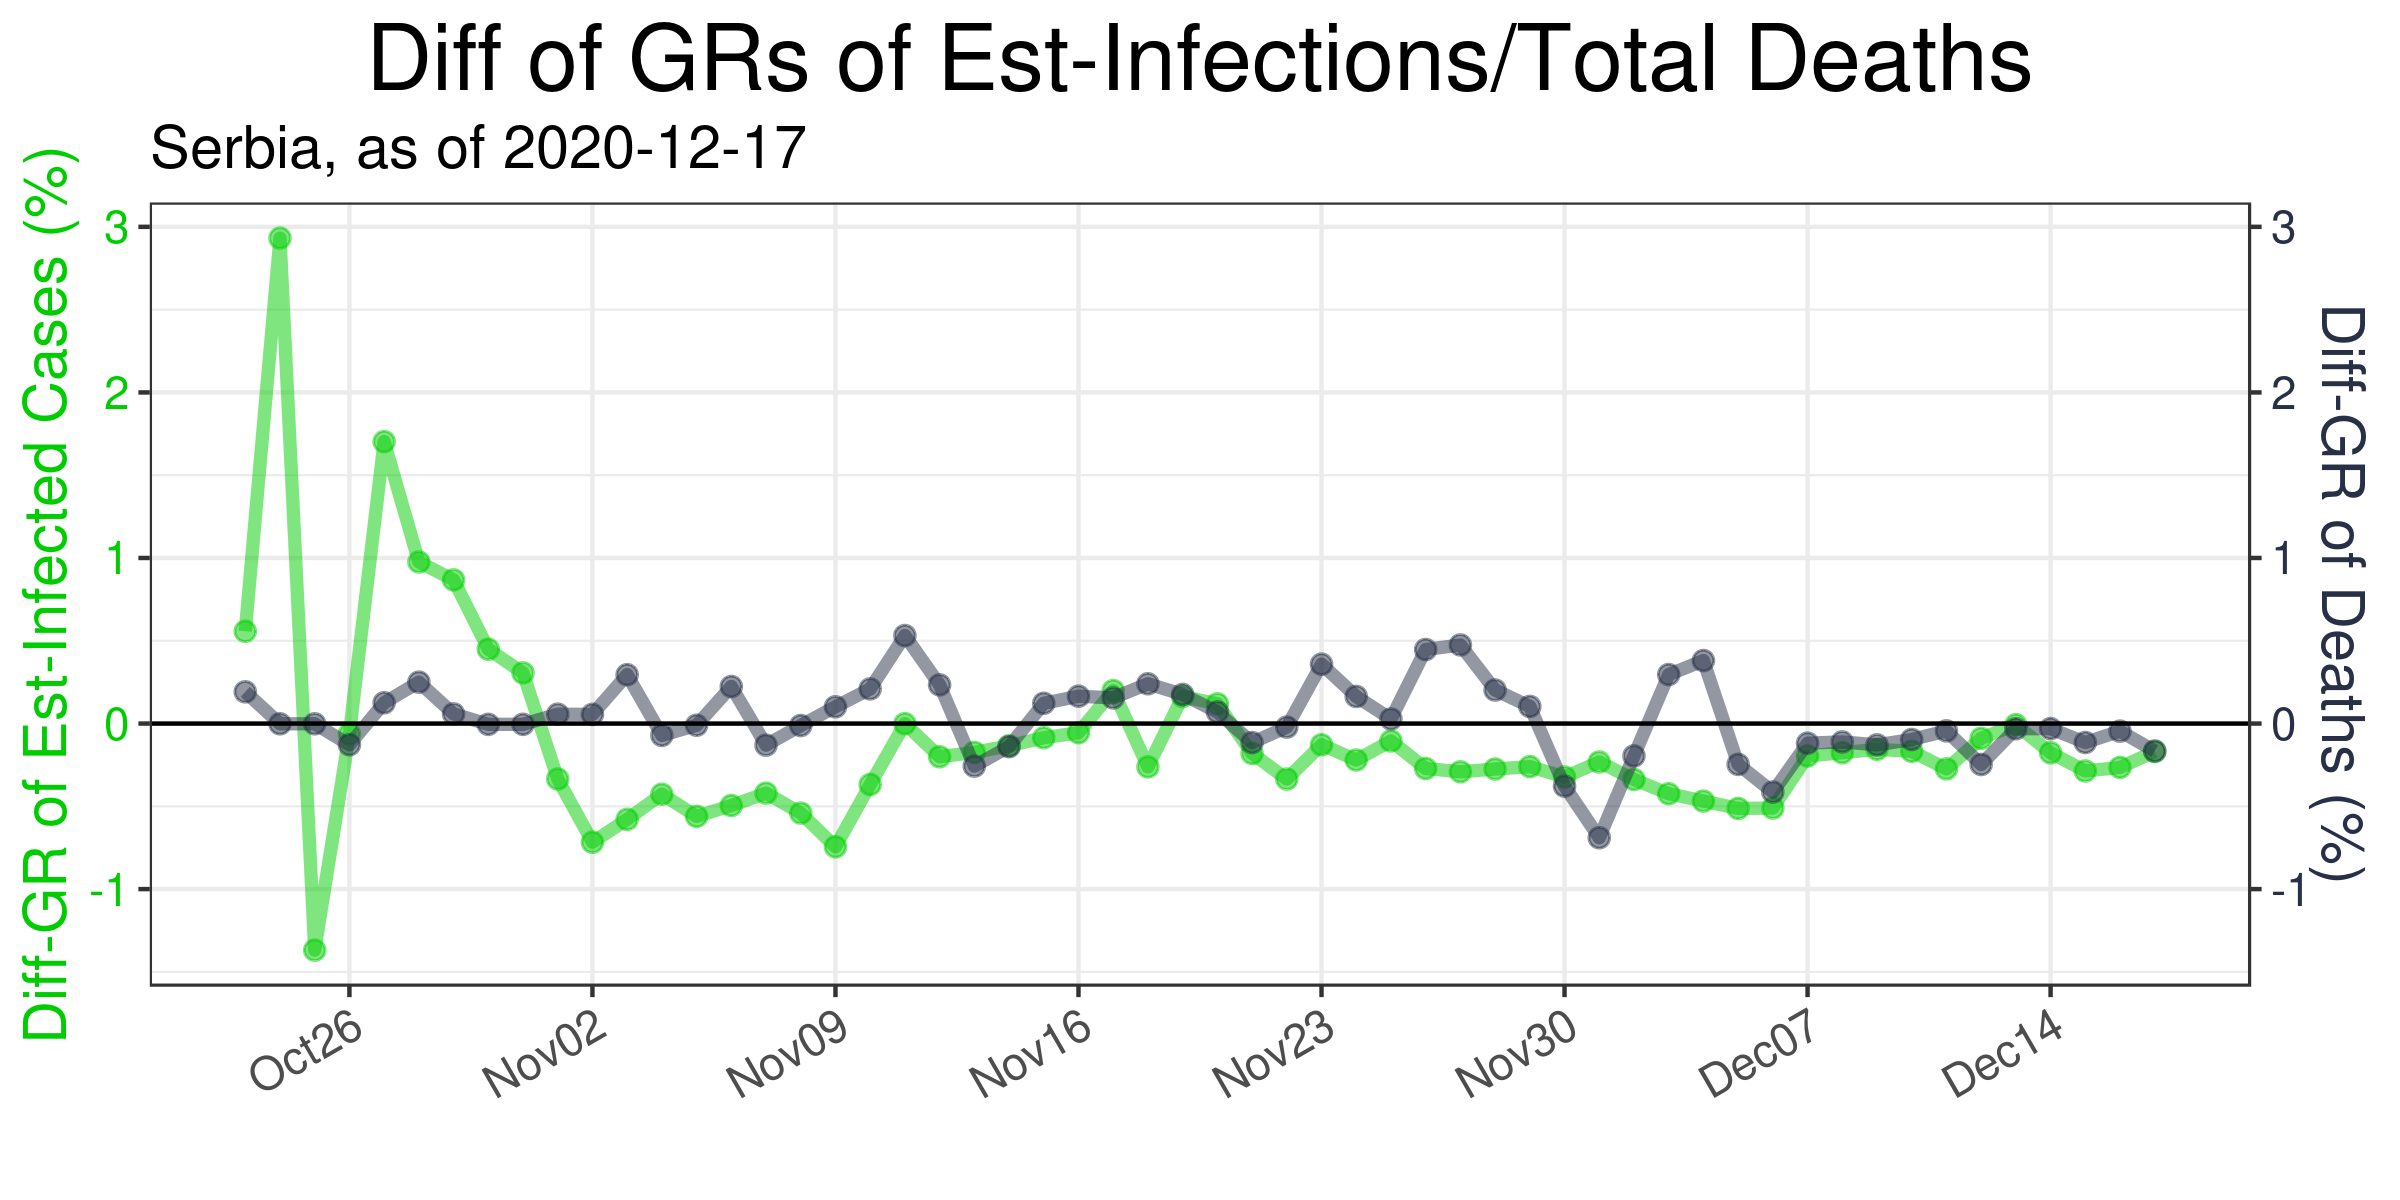 Diff of GRs of Est-Infections/Total Deaths
Serbia, as of 2020-12-17
Diff-GR of Est-Infected Cases (%)
3
2
1
0
-1
3
2
1
0
-1
Diff-GR of Deaths (%)
Oct26
Nov02
Nov09
Nov16
Nov23
Nov30
Dec07
Dec14